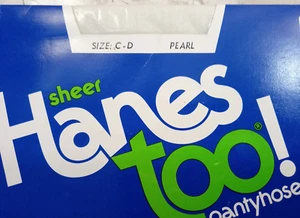 SIZE: C-D PEARL
sheer
Hanes
too!®
pantyhose